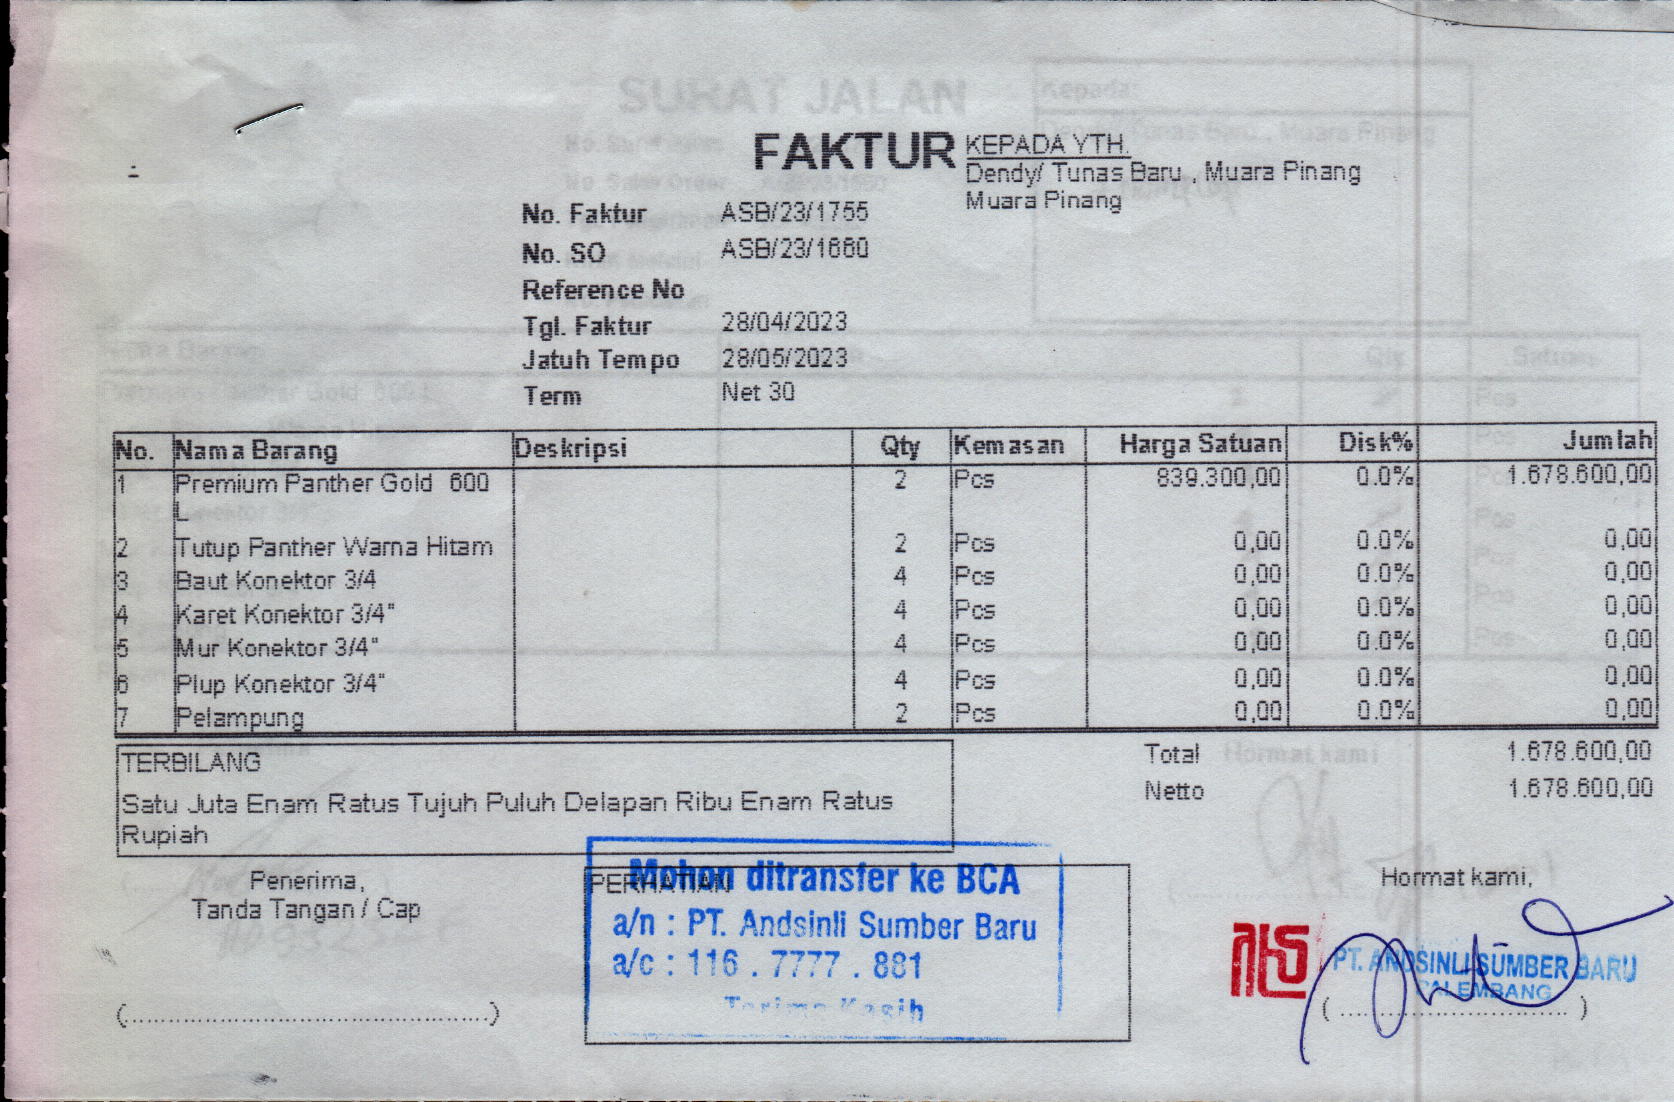 FAKTUR
KEPADA YTH.
Dendy/ Tunas Baru , Muara Pinang
Muara Pinang
No. Faktur ASB/23/1755
No. SO ASB/23/1660
Reference No
Tgl. Faktur 28/04/2023
Jatuh Tempo 28/05/2023
Term Net 30
No. Nama Barang Deskripsi Qty Kemasan Harga Satuan Disk% Jumlah
1 Premium Panther Gold 600 2 Pcs 839.300,00 0.0% 1.678.600,00
L
2 Tutup Panther Warna Hitam 2 Pcs 0,00 0.0% 0,00
3 Baut Konektor 3/4 4 Pcs 0,00 0.0% 0,00
4 Karet Konektor 3/4" 4 Pcs 0,00 0.0% 0,00
5 Mur Konektor 3/4" 4 Pcs 0,00 0.0% 0,00
6 Plup Konektor 3/4" 4 Pcs 0,00 0.0% 0,00
7 Pelampung 2 Pcs 0,00 0.0% 0,00
TERBILANG
Satu Juta Enam Ratus Tujuh Puluh Delapan Ribu Enam Ratus
Rupiah
Total 1.678.600,00
Netto 1.678.600,00
Penerima,
Tanda Tangan / Cap
(...............................................)
PERHATIAN
Mohon ditransfer ke BCA
a/n : PT. Andsinli Sumber Baru
a/c : 116 . 7777 . 881
Terima Kasih
Hormat kami,
PT. ANDSINLI SUMBER BARU
PALEMBANG
( ............................. )
SURAT JALAN
Kepada: